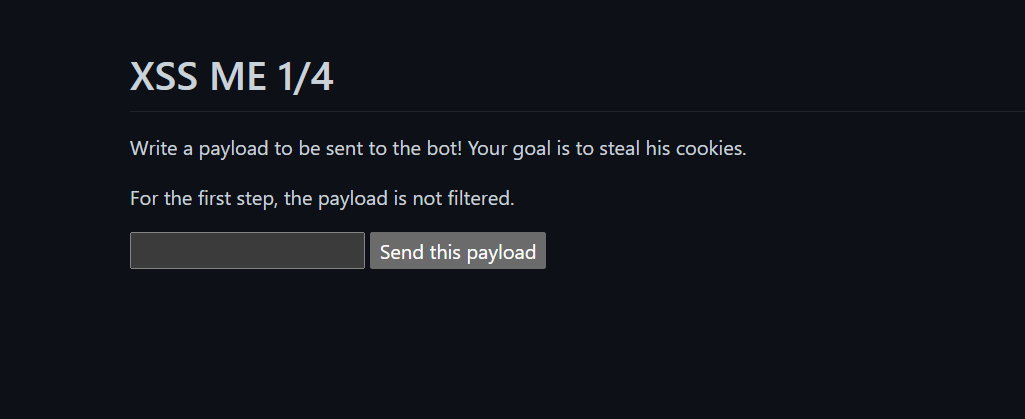 XSS ME 1/4
Write a payload to be sent to the bot! Your goal is to steal his cookies.
For the first step, the payload is not filtered.
Send this payload